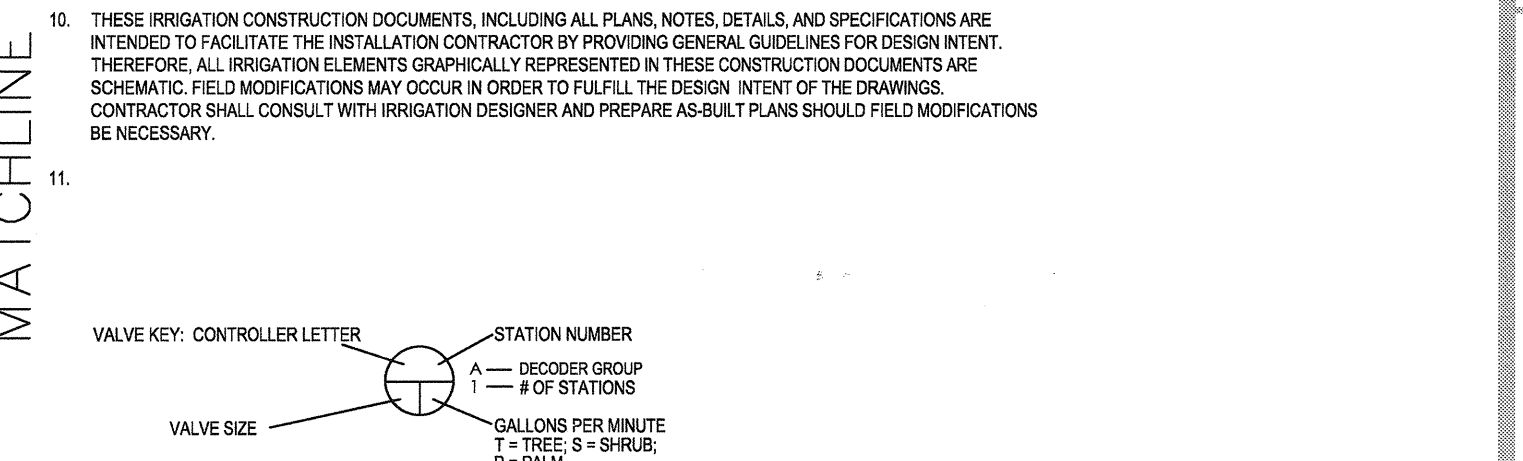 MATCHLINE
10. THESE IRRIGATION CONSTRUCTION DOCUMENTS, INCLUDING ALL PLANS, NOTES, DETAILS, AND SPECIFICATIONS ARE
INTENDED TO FACILITATE THE INSTALLATION CONTRACTOR BY PROVIDING GENERAL GUIDELINES FOR DESIGN INTENT.
THEREFORE, ALL IRRIGATION ELEMENTS GRAPHICALLY REPRESENTED IN THESE CONSTRUCTION DOCUMENTS ARE
SCHEMATIC. FIELD MODIFICATIONS MAY OCCUR IN ORDER TO FULFILL THE DESIGN INTENT OF THE DRAWINGS.
CONTRACTOR SHALL CONSULT WITH IRRIGATION DESIGNER AND PREPARE AS-BUILT PLANS SHOULD FIELD MODIFICATIONS
BE NECESSARY.
11.
VALVE KEY: CONTROLLER LETTER
STATION NUMBER
A — DECODER GROUP
1 — # OF STATIONS
VALVE SIZE
GALLONS PER MINUTE
T = TREE; S = SHRUB;
P = PALM